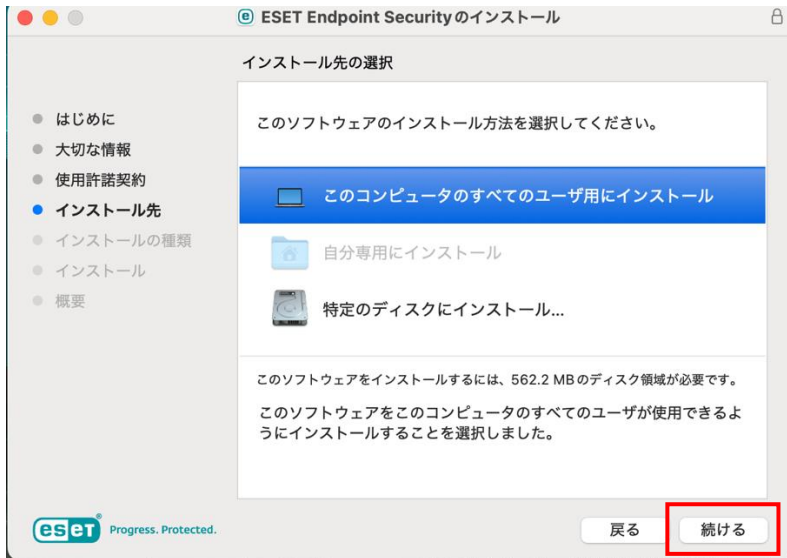 ESET Endpoint Securityのインストール
インストール先の選択
はじめに
大切な情報
使用許諾契約
インストール先
インストールの種類
インストール
概要
このソフトウェアのインストール方法を選択してください。
このコンピュータのすべてのユーザ用にインストール
自分専用にインストール
特定のディスクにインストール...
このソフトウェアをインストールするには、562.2 MBのディスク領域が必要です。
このソフトウェアをこのコンピュータのすべてのユーザが使用できるよ
うにインストールすることを選択しました。
eset® Progress. Protected.
戻る
続ける